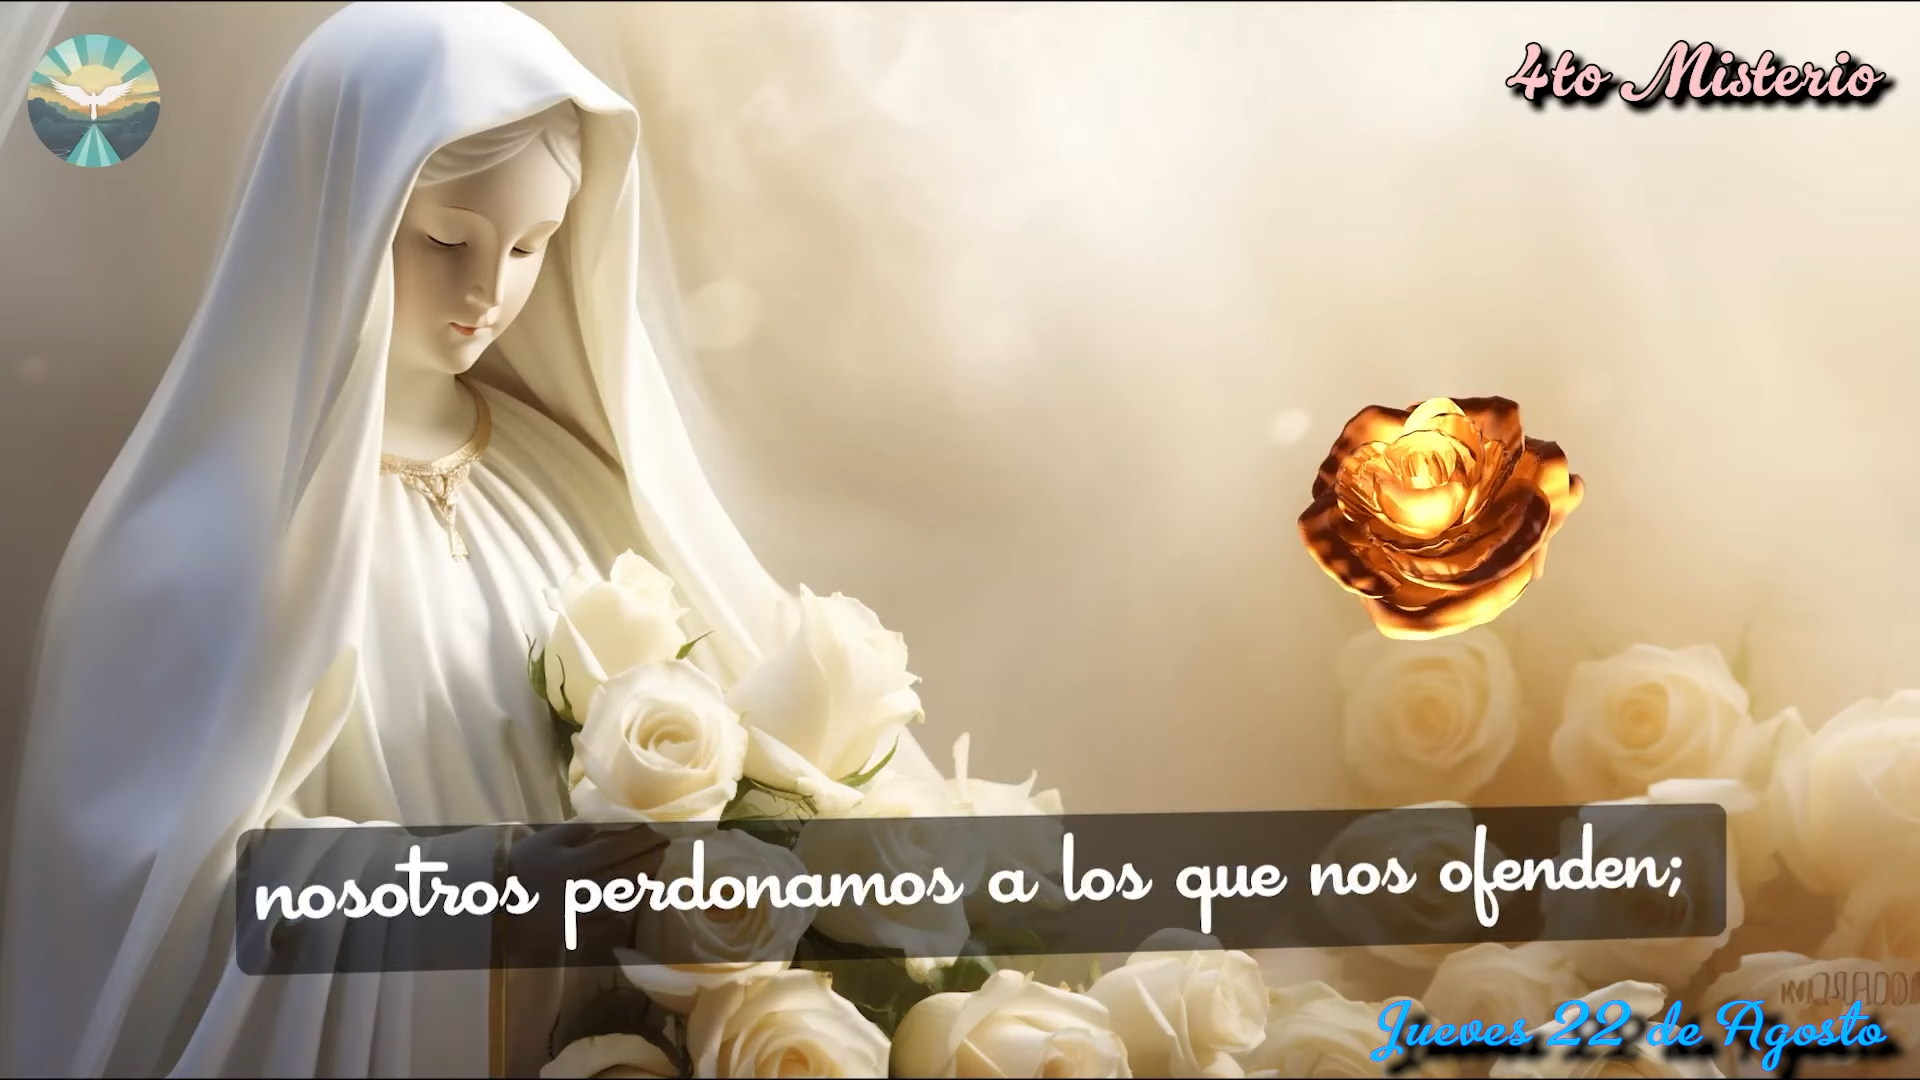 4to Misterio
nosotros perdonamos a los que nos ofenden;
Jueves 22 de Agosto